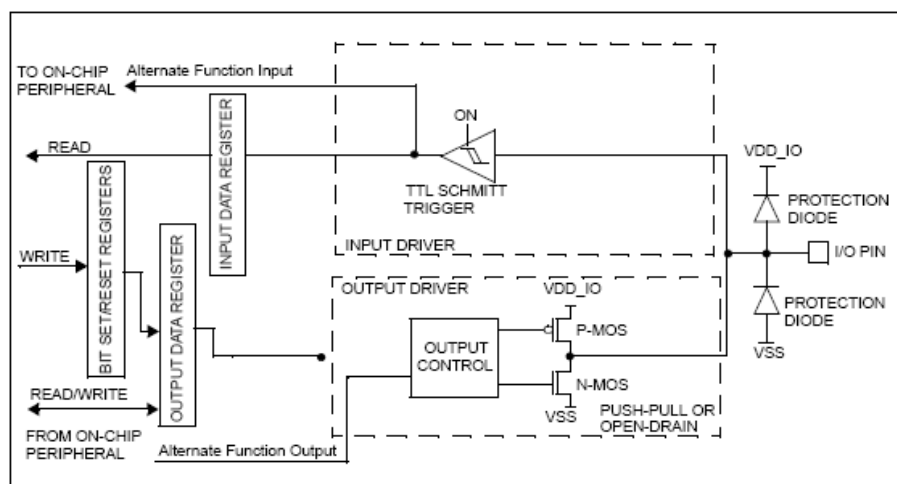 TO ON-CHIP
PERIPHERAL
Alternate Function Input
ON
READ
INPUT DATA REGISTER
TTL SCHMITT
TRIGGER
INPUT DRIVER
VDD_IO
PROTECTION
DIODE
I/O PIN
PROTECTION
DIODE
VSS
WRITE
BIT SET/RESET REGISTERS
OUTPUT DATA REGISTER
READ/WRITE
FROM ON-CHIP
PERIPHERAL
Alternate Function Output
OUTPUT DRIVER
VDD_IO
P-MOS
OUTPUT
CONTROL
N-MOS
VSS
PUSH-PULL OR
OPEN-DRAIN